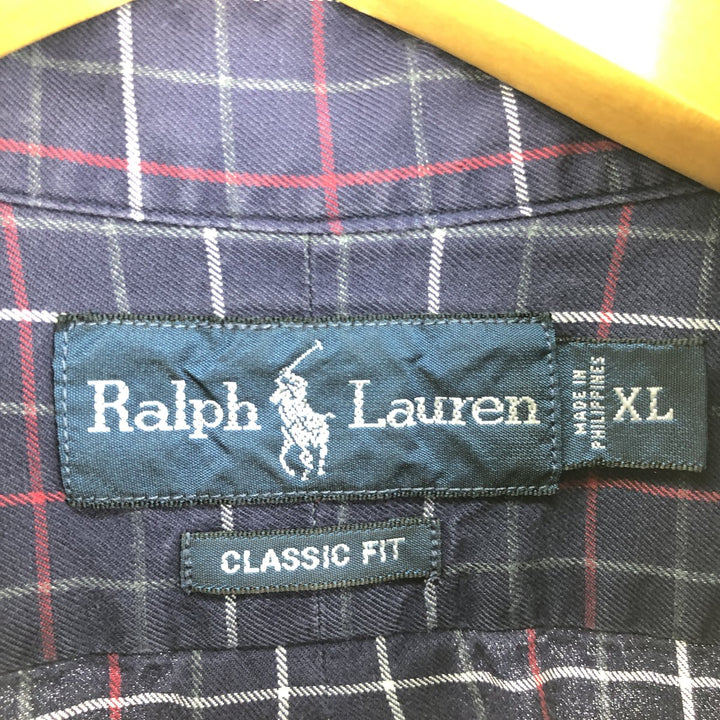 Ralph Lauren
MADE IN
PHILIPPINES
XL
CLASSIC FIT